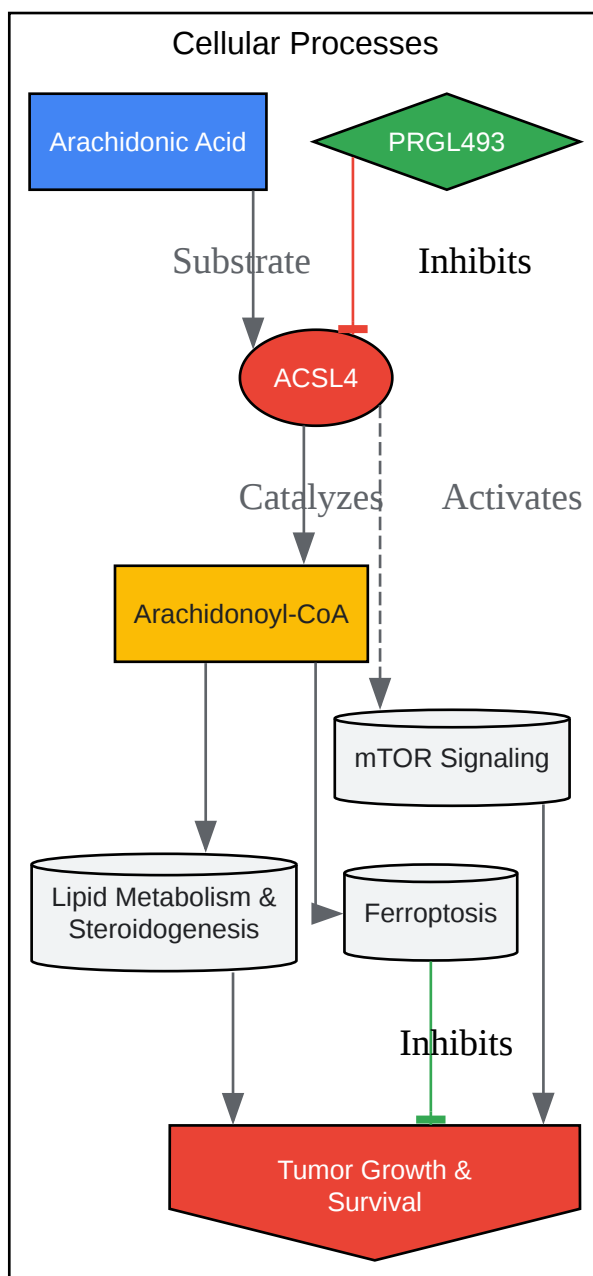 Cellular Processes
Arachidonic Acid
PRGL493
Substrate
Inhibits
ACSL4
Catalyzes
Activates
Arachidonoyl-CoA
mTOR Signaling
Lipid Metabolism &
Steroidogenesis
Ferroptosis
Inhibits
Tumor Growth &
Survival